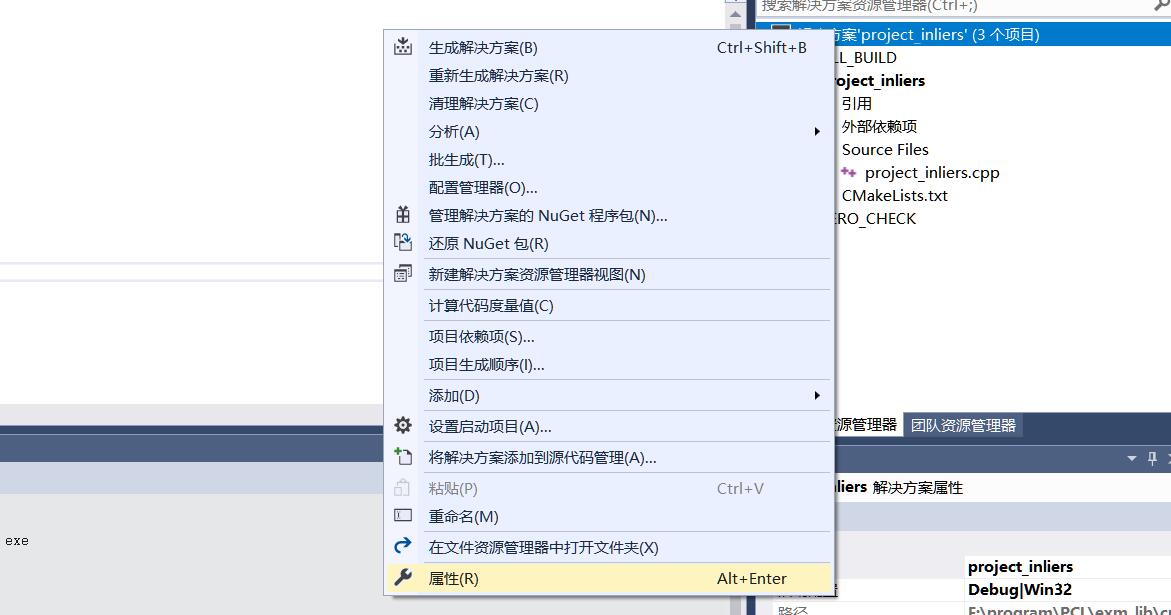 搜索解决方案资源管理器(Ctrl+;)
方案'project_inliers' (3 个项目)
LL_BUILD
roject_inliers
引用
外部依赖项
Source Files
project_inliers.cpp
CMakeLists.txt
ERO_CHECK
生成解决方案(B) Ctrl+Shift+B
重新生成解决方案(R)
清理解决方案(C)
分析(A)
批生成(T)...
配置管理器(O)...
管理解决方案的 NuGet 程序包(N)...
还原 NuGet 包(R)
新建解决方案资源管理器视图(N)
计算代码度量值(C)
项目依赖项(S)...
项目生成顺序(I)...
添加(D)
设置启动项目(A)...
将解决方案添加到源代码管理(A)...
粘贴(P) Ctrl+V
重命名(M)
在文件资源管理器中打开文件夹(X)
属性(R) Alt+Enter
源管理器 团队资源管理器
liers 解决方案属性
project_inliers
Debug|Win32
路径 F:\program\PCL\exm_lib\c
exe